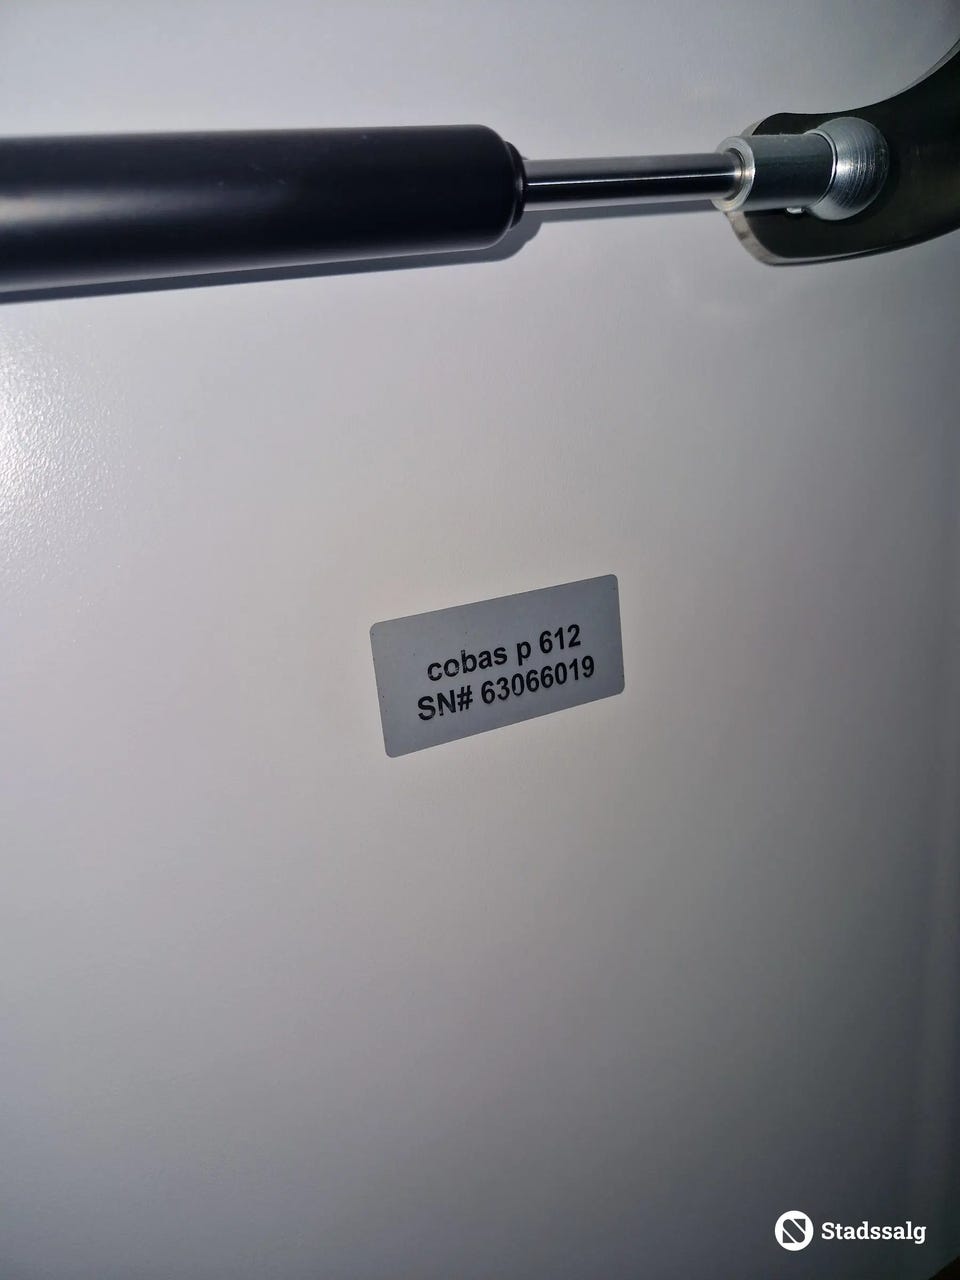 cobas p 612
SN# 63066019
Stadssalg